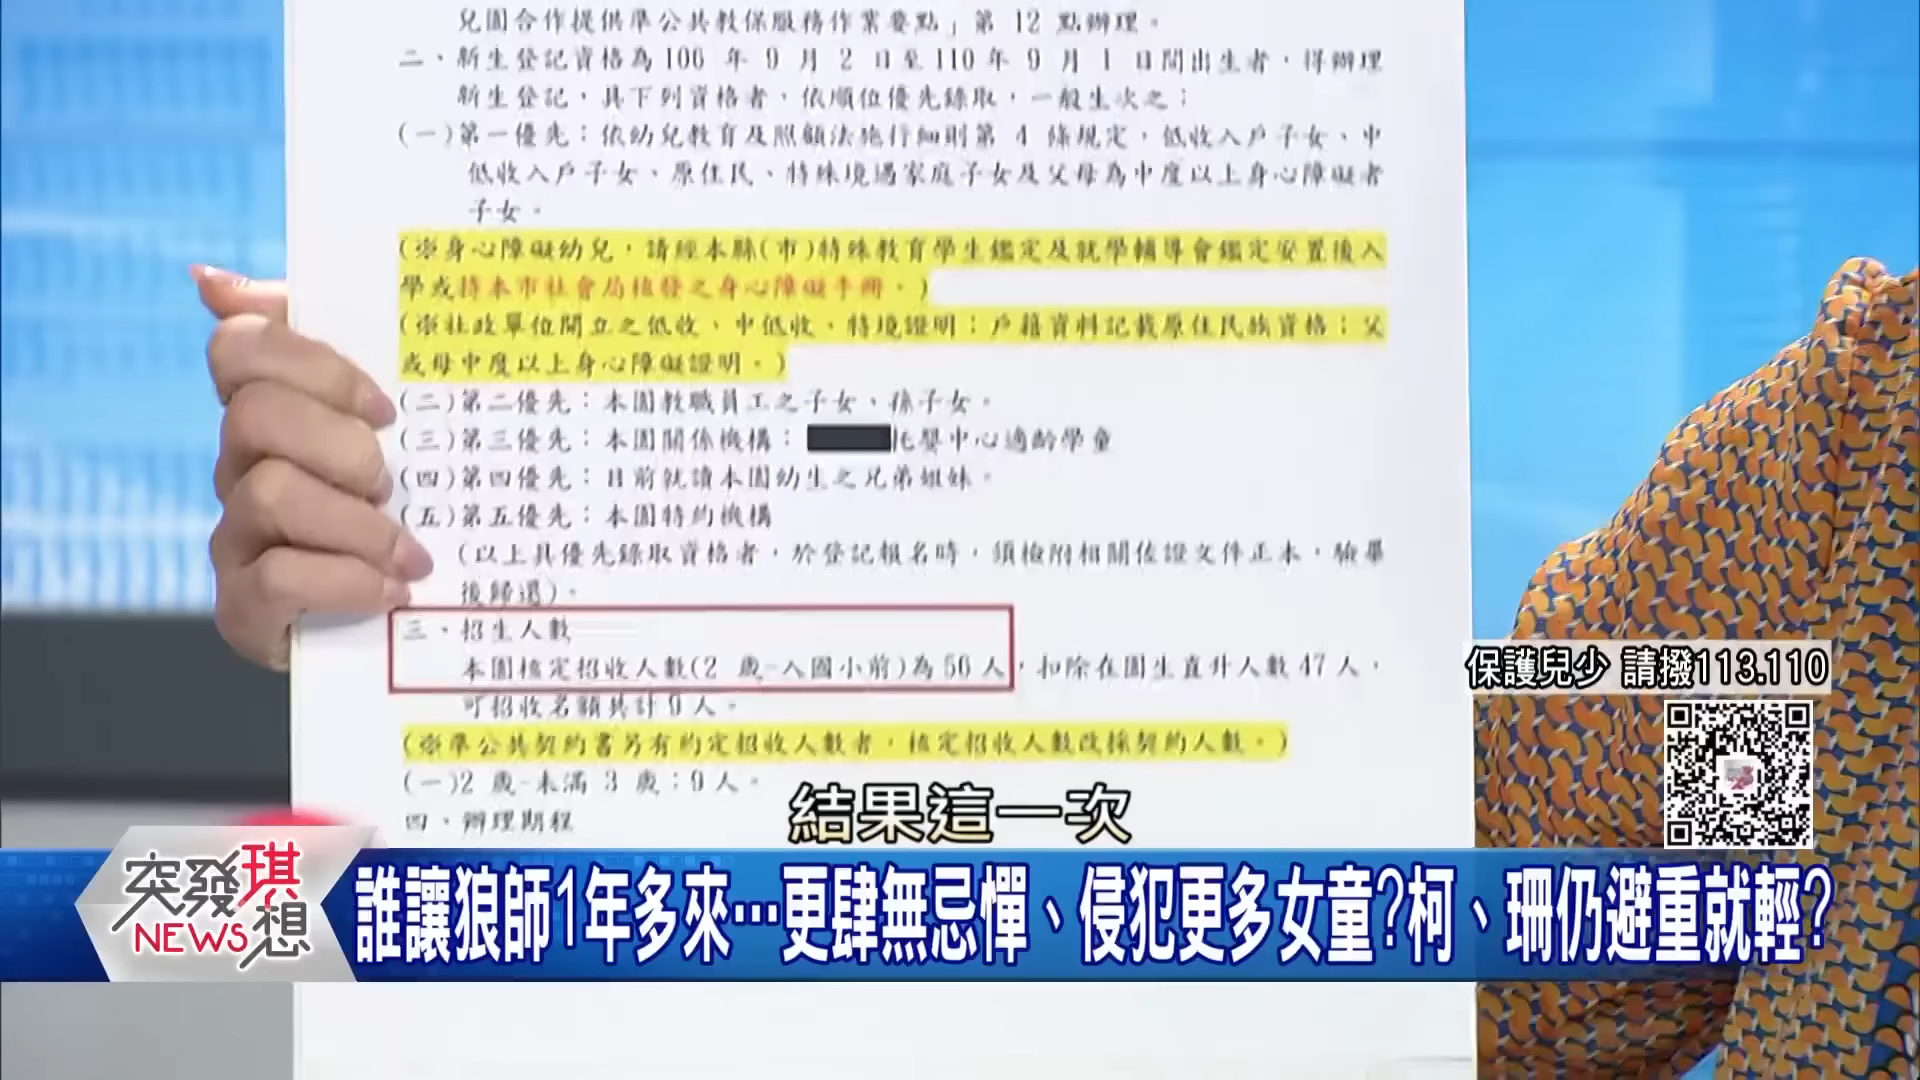 兒園合作提供準公共教保服務作業要點」第 12 點辦理。
二、新生登記資格為106 年 9 月 2 日至110年 9 月 1 日間出生者，得辦理
新生登記，具下列資格者，依順位優先錄取，一般生次之：
(一)第一優先：依幼兒教育及照顧法施行細則第 4 條規定，低收入戶子女、中
低收入戶子女、原住民、特殊境遇家庭子女及父母為中度以上身心障礙者
子女。
(※身心障礙幼兒，請經本縣(市)特殊教育學生鑑定及就學輔導會鑑定安置後入
學或持本市社會局核發之身心障礙手冊。)
(※社政單位開立之低收、中低收、特境證明；戶籍資料記載原住民族資格；父
或母中度以上身心障礙證明。)
(二)第二優先：本園教職員工之子女、孫子女。
(三)第三優先：本園關係機構： 托嬰中心適齡學童
(四)第四優先：目前就讀本園幼生之兄弟姐妹。
(五)第五優先：本園特約機構
(以上具優先錄取資格者，於登記報名時，須檢附相關佐證文件正本，驗畢
後歸還)。
三、招生人數
本園核定招收人數(2 歲-入國小前)為 56 人，扣除在園生直升人數 47 人，
可招收名額共計 9 人。
(※準公共契約書另有約定招收人數者，核定招收人數改採契約人數。)
(一)2 歲-未滿 3 歲：9人。
四、辦理期程
保護兒少 請撥113.110
結果這一次
突發琪想
NEWS
誰讓狼師1年多來…更肆無忌憚、侵犯更多女童?柯、珊仍避重就輕?